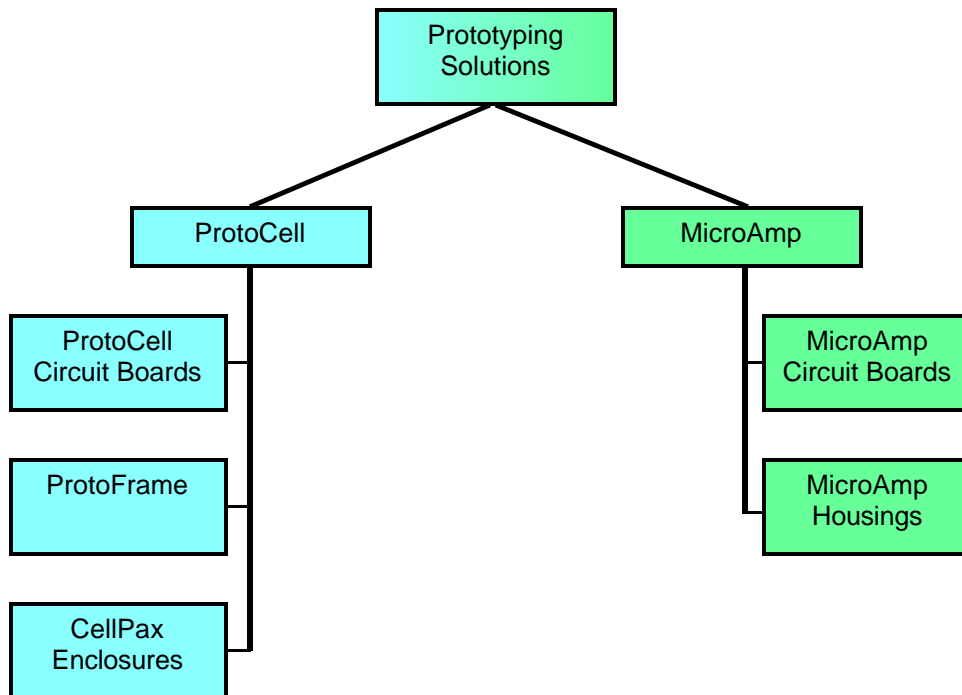 Prototyping
Solutions
ProtoCell
MicroAmp
ProtoCell
Circuit Boards
MicroAmp
Circuit Boards
ProtoFrame
MicroAmp
Housings
CellPax
Enclosures